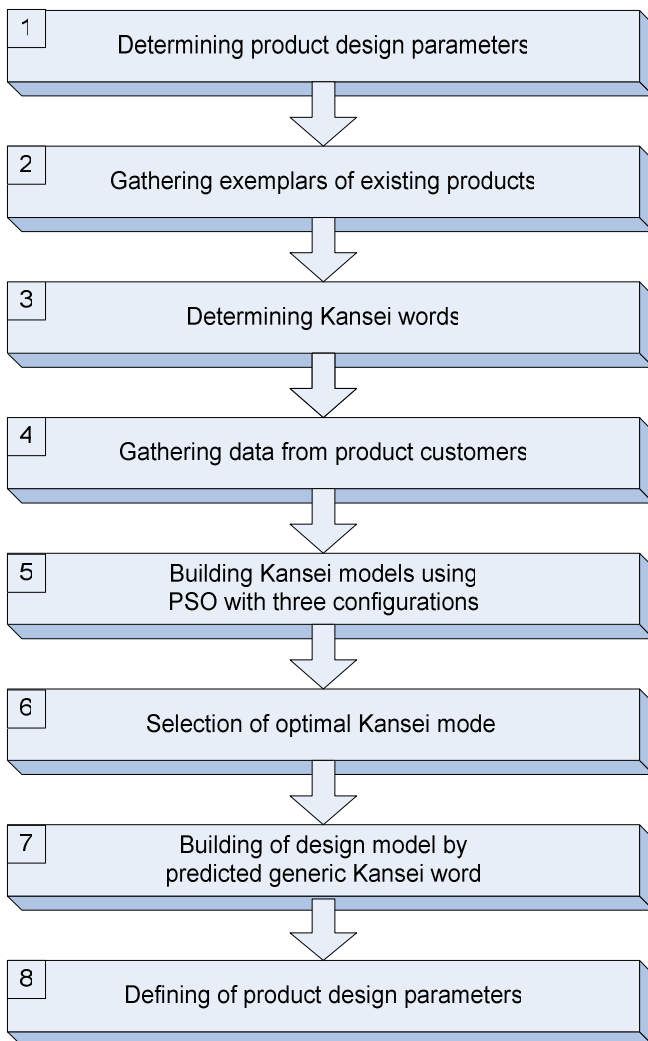 1
Determining product design parameters
2
Gathering exemplars of existing products
3
Determining Kansei words
4
Gathering data from product customers
5
Building Kansei models using
PSO with three configurations
6
Selection of optimal Kansei mode
7
Building of design model by
predicted generic Kansei word
8
Defining of product design parameters